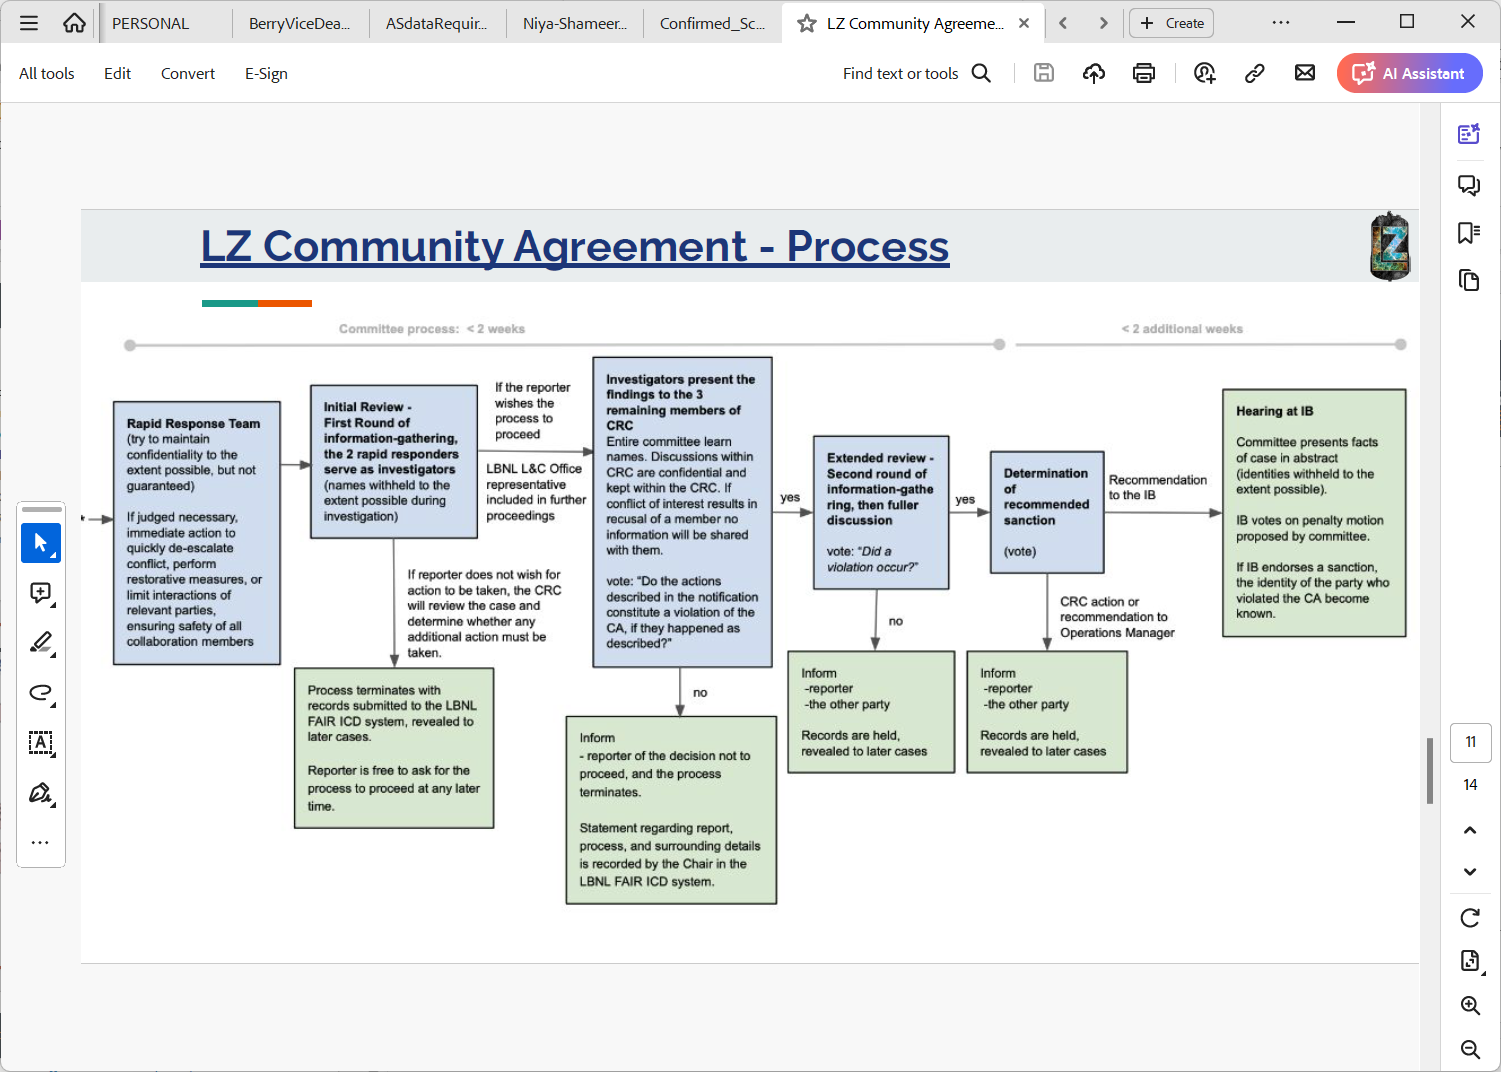 PERSONAL
BerryViceDea...
ASdataRequir...
Niya-Shameer...
Confirmed_Sc...
LZ Community Agreeme...
Create
All tools
Edit
Convert
E-Sign
Find text or tools
AI Assistant
LZ Community Agreement - Process
LZ
Committee process: < 2 weeks
< 2 additional weeks
Rapid Response Team
(try to maintain
confidentiality to the
extent possible, but not
guaranteed)
If judged necessary,
immediate action to
quickly de-escalate
conflict, perform
restorative measures, or
limit interactions of
relevant parties,
ensuring safety of all
collaboration members
Initial Review -
First Round of
information-gathering,
the 2 rapid responders
serve as investigators
(names withheld to the
extent possible during
investigation)
If the reporter
wishes the
process to
proceed
LBNL L&C Office
representative
included in further
proceedings
If reporter does not wish for
action to be taken, the CRC
will review the case and
determine whether any
additional action must be
taken.
Process terminates with
records submitted to the LBNL
FAIR ICD system, revealed to
later cases.
Reporter is free to ask for the
process to proceed at any later
time.
Investigators present the
findings to the 3
remaining members of
CRC
Entire committee learn
names. Discussions within
CRC are confidential and
kept within the CRC. If
conflict of interest results in
recusal of a member no
information will be shared
with them.
vote: "Do the actions
described in the notification
constitute a violation of the
CA, if they happened as
described?"
no
Inform
- reporter of the decision not to
proceed, and the process
terminates.
Statement regarding report,
process, and surrounding details
is recorded by the Chair in the
LBNL FAIR ICD system.
yes
Extended review -
Second round of
information-gathe
ring, then fuller
discussion
vote: "Did a
violation occur?"
no
Inform
-reporter
-the other party
Records are held,
revealed to later cases
yes
Determination
of
recommended
sanction
(vote)
CRC action or
recommendation to
Operations Manager
Inform
-reporter
-the other party
Records are held,
revealed to later cases
Recommendation
to the IB
Hearing at IB
Committee presents facts
of case in abstract
(identities withheld to the
extent possible).
IB votes on penalty motion
proposed by committee.
If IB endorses a sanction,
the identity of the party who
violated the CA become
known.
A
11
14